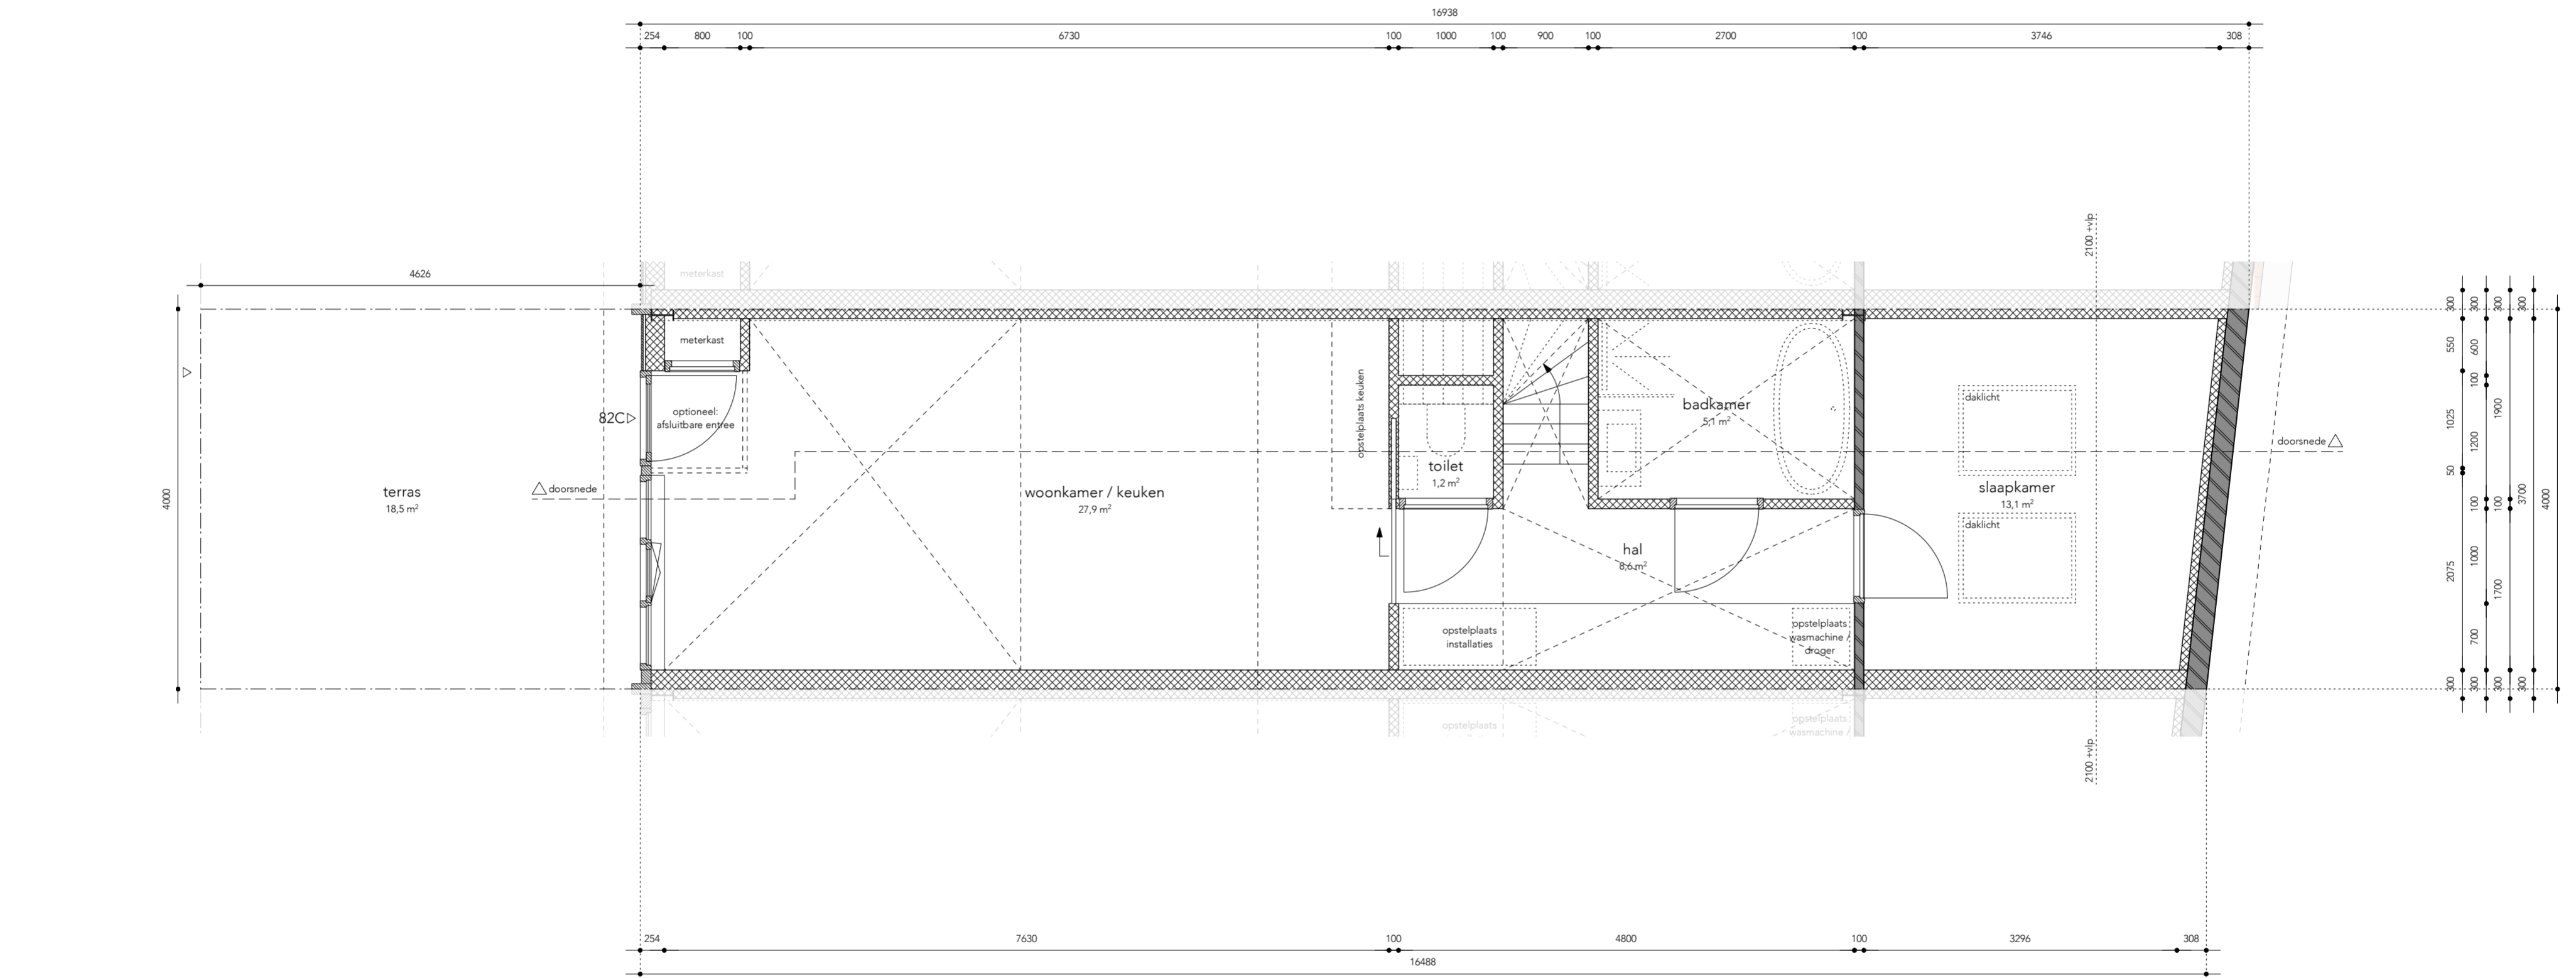 16938
254 800 100 6730 100 1000 100 900 100 2700 100 3746 308
2100 +vlp
4626
meterkast
300 300 300 300
meterkast
550 600
optioneel:
afsluitbare entree
82C
opstelplaats keuken
badkamer
5,1 m²
daklicht
100
1025 1900
1200
doorsnede
toilet
1,2 m²
50
4000
terras
18,5 m²
doorsnede
woonkamer / keuken
27,9 m²
slaapkamer
13,1 m²
100 100 3700 4000
daklicht
hal
8,6 m²
1000
2075 1700
opstelplaats
installaties
opstelplaats
wasmachine /
droger
700
300 300 300 300
opstelplaats
opstelplaats
wasmachine /
2100 +vlp
254 7630 100 4800 100 3296 308
16488